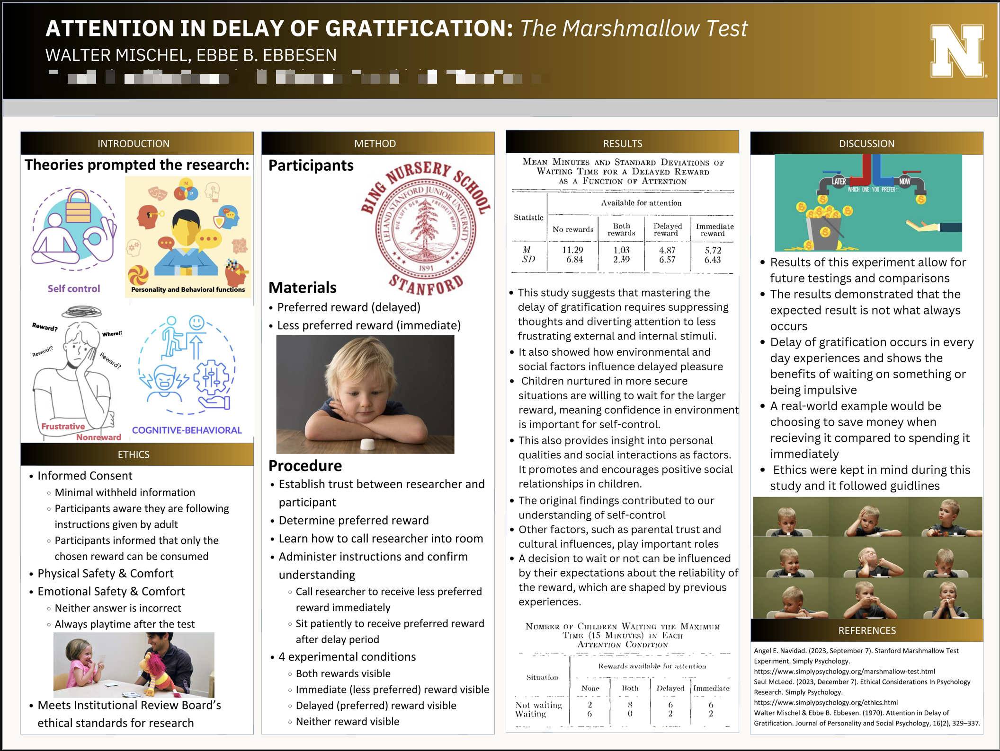 ATTENTION IN DELAY OF GRATIFICATION: The Marshmallow Test
WALTER MISCHEL, EBBE B. EBBESEN
N
INTRODUCTION
Theories prompted the research:
N
L P
Self control
Personality and Behavioral functions
Reward?
Where!?
Reward!?
Reward?
Frustrative
Nonreward
COGNITIVE-BEHAVIORAL
ETHICS
• Informed Consent
◦ Minimal withheld information
◦ Participants aware they are following
instructions given by adult
◦ Participants informed that only the
chosen reward can be consumed
• Physical Safety & Comfort
• Emotional Safety & Comfort
◦ Neither answer is incorrect
◦ Always playtime after the test
• Meets Institutional Review Board's
ethical standards for research
METHOD
Participants
BING NURSERY SCHOOL
LELAND STANFORD JUNIOR UNIVERSITY
DIE LUFT DER FREIHEIT WEHT
1891
STANFORD
Materials
• Preferred reward (delayed)
• Less preferred reward (immediate)
Procedure
• Establish trust between researcher and
participant
• Determine preferred reward
• Learn how to call researcher into room
• Administer instructions and confirm
understanding
◦ Call researcher to receive less preferred
reward immediately
◦ Sit patiently to receive preferred reward
after delay period
• 4 experimental conditions
◦ Both rewards visible
◦ Immediate (less preferred) reward visible
◦ Delayed (preferred) reward visible
◦ Neither reward visible
RESULTS
MEAN MINUTES AND STANDARD DEVIATIONS OF
WAITING TIME FOR A DELAYED REWARD
AS A FUNCTION OF ATTENTION
Available for attention
Statistic
No rewards Both rewards Delayed reward Immediate reward
M 11.29 1.03 4.87 5.72
SD 6.84 2.39 6.57 6.43
• This study suggests that mastering the
delay of gratification requires suppressing
thoughts and diverting attention to less
frustrating external and internal stimuli.
• It also showed how environmental and
social factors influence delayed pleasure
• Children nurtured in more secure
situations are willing to wait for the larger
reward, meaning confidence in environment
is important for self-control.
• This also provides insight into personal
qualities and social interactions as factors.
It promotes and encourages positive social
relationships in children.
• The original findings contributed to our
understanding of self-control
• Other factors, such as parental trust and
cultural influences, play important roles
• A decision to wait or not can be influenced
by their expectations about the reliability of
the reward, which are shaped by previous
experiences.
NUMBER OF CHILDREN WAITING THE MAXIMUM
TIME (15 MINUTES) IN EACH
ATTENTION CONDITION
Rewards available for attention
Situation
None Both Delayed Immediate
Not waiting 2 8 6 6
Waiting 6 0 2 2
DISCUSSION
LATER NOW
WHICH ONE YOU PREFER!!
• Results of this experiment allow for
future testings and comparisons
• The results demonstrated that the
expected result is not what always
occurs
• Delay of gratification occurs in every
day experiences and shows the
benefits of waiting on something or
being impulsive
• A real-world example would be
choosing to save money when
recieving it compared to spending it
immediately
• Ethics were kept in mind during this
study and it followed guidlines
REFERENCES
Angel E. Navidad. (2023, September 7). Stanford Marshmallow Test
Experiment. Simply Psychology.
https://www.simplypsychology.org/marshmallow-test.html
Saul McLeod. (2023, December 7). Ethical Considerations In Psychology
Research. Simply Psychology.
https://www.simplypsychology.org/ethics.html
Walter Mischel & Ebbe B. Ebbesen. (1970). Attention in Delay of
Gratification. Journal of Personality and Social Psychology, 16(2), 329–337.